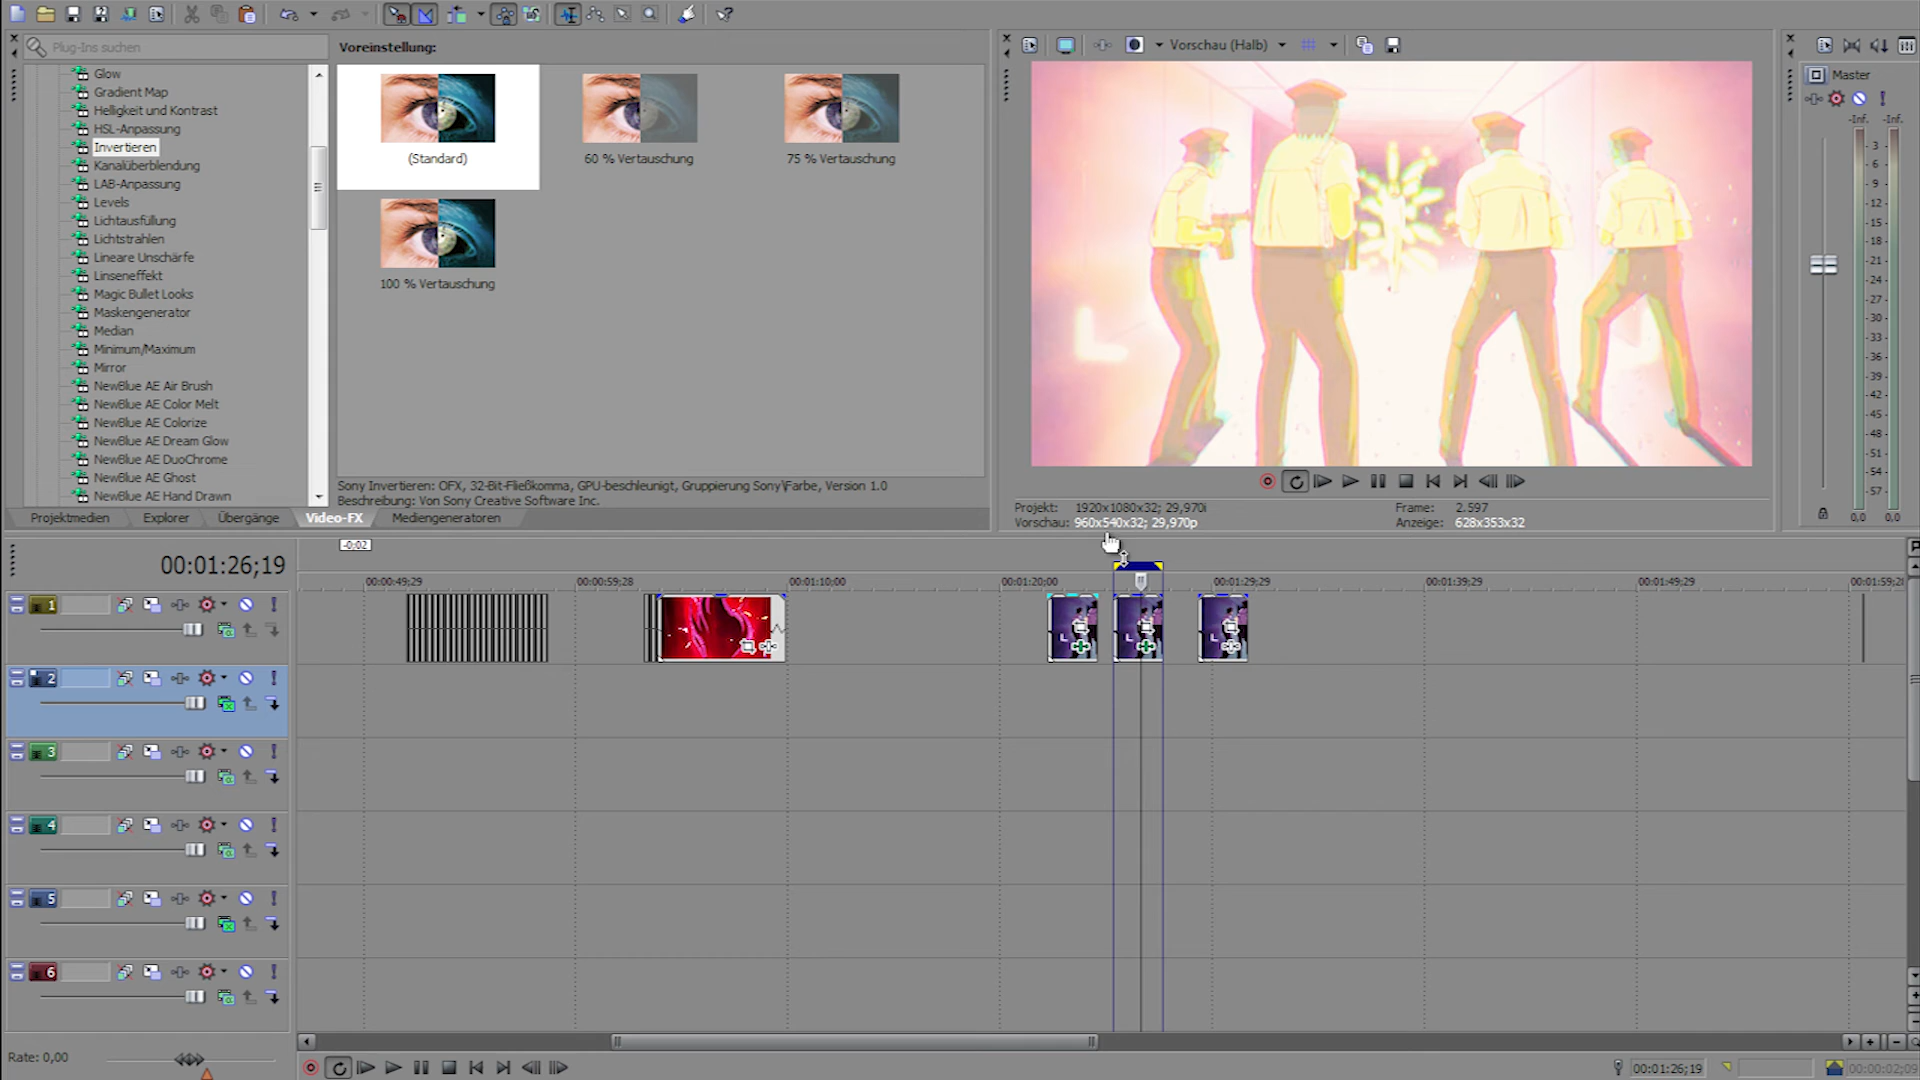 Plug-Ins suchen
Voreinstellung:
Glow
Gradient Map
Helligkeit und Kontrast
HSL-Anpassung
Invertieren
Kanalüberblendung
LAB-Anpassung
Levels
Lichtausfüllung
Lichtstrahlen
Lineare Unschärfe
Linseneffekt
Magic Bullet Looks
Maskengenerator
Median
Minimum/Maximum
Mirror
NewBlue AE Air Brush
NewBlue AE Color Melt
NewBlue AE Colorize
NewBlue AE Dream Glow
NewBlue AE DuoChrome
NewBlue AE Ghost
NewBlue AE Hand Drawn
(Standard)
60 % Vertauschung
75 % Vertauschung
100 % Vertauschung
Sony Invertieren: OFX, 32-Bit-Fließkomma, GPU-beschleunigt, Gruppierung Sony\Farbe, Version 1.0
Beschreibung: Von Sony Creative Software Inc.
Projektmedien
Explorer
Übergänge
Video-FX
Mediengeneratoren
Vorschau (Halb)
Projekt: 1920x1080x32; 29,970i
Vorschau: 960x540x32; 29,970p
Frame: 2.597
Anzeige: 628x353x32
Master
-Inf. -Inf.
3
6
-9
-12
-15
-18
-21
-24
-27
-30
-33
-36
-39
-42
-45
-48
-51
-54
-57
0,0 0,0
00:01:26;19
-0:02
00:00:49;29
00:00:59;28
00:01:10;00
00:01:20;00
00:01:29;29
00:01:39;29
00:01:49;29
00:01:59;28
1
2
3
4
5
6
Rate: 0,00
00:01:26;19
00:00:02;09